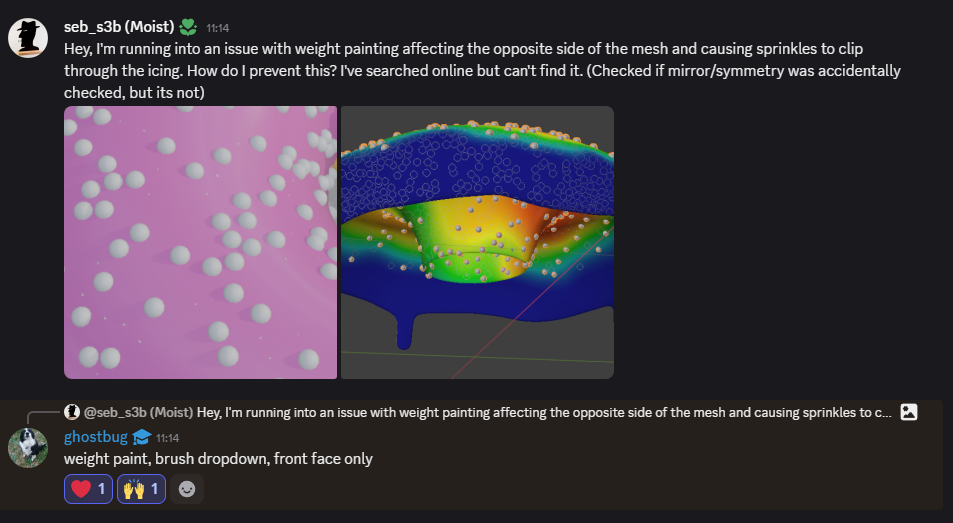 seb_s3b (Moist) 11:14
Hey, I'm running into an issue with weight painting affecting the opposite side of the mesh and causing sprinkles to clip
through the icing. How do I prevent this? I've searched online but can't find it. (Checked if mirror/symmetry was accidentally
checked, but its not)
@seb_s3b (Moist) Hey, I'm running into an issue with weight painting affecting the opposite side of the mesh and causing sprinkles to c...
ghostbug 11:14
weight paint, brush dropdown, front face only
1 1